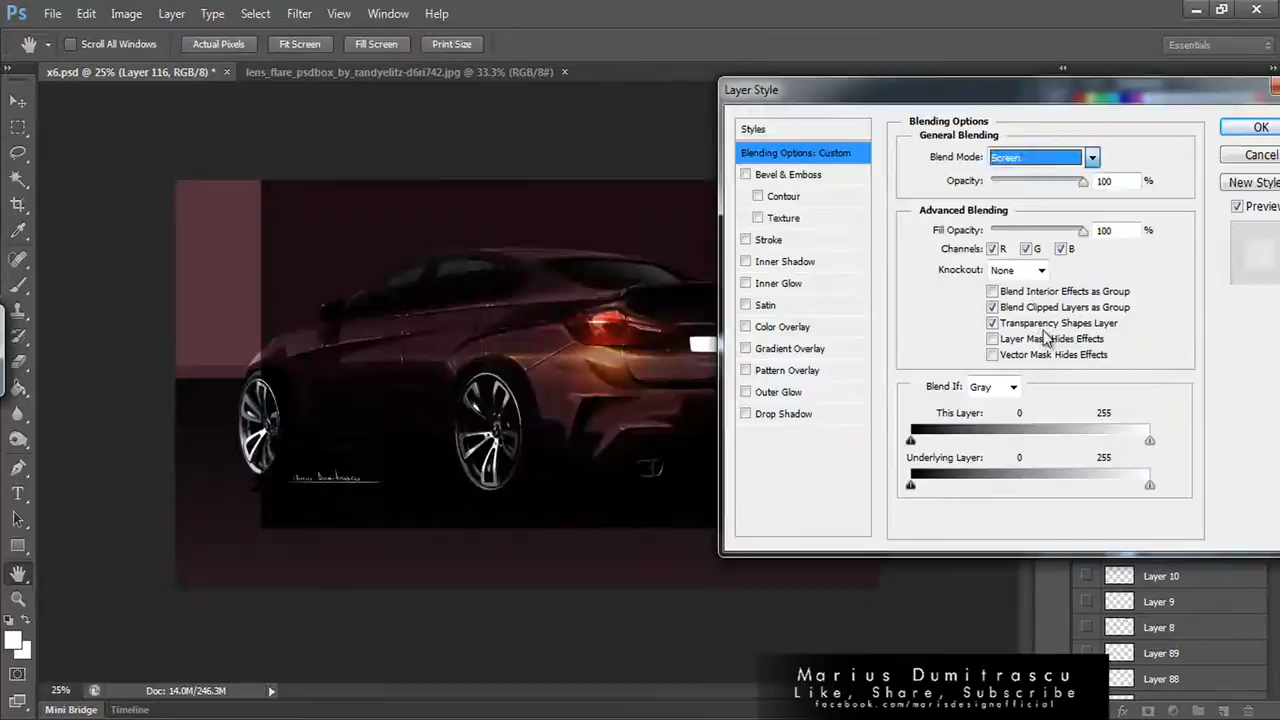 Ps File Edit Image Layer Type Select Filter View Window Help
Scroll All Windows Actual Pixels Fit Screen Fill Screen Print Size Essentials
x6.psd @ 25% (Layer 116, RGB/8) * × lens_flare_psdbox_by_randyelitz-d6ri742.jpg @ 33.3% (RGB/8#) ×
Layer Style
Styles
Blending Options: Custom
Bevel & Emboss
Contour
Texture
Stroke
Inner Shadow
Inner Glow
Satin
Color Overlay
Gradient Overlay
Pattern Overlay
Outer Glow
Drop Shadow
Blending Options
General Blending
Blend Mode: Screen
Opacity: 100 %
Advanced Blending
Fill Opacity: 100 %
Channels: R G B
Knockout: None
Blend Interior Effects as Group
Blend Clipped Layers as Group
Transparency Shapes Layer
Layer Mask Hides Effects
Vector Mask Hides Effects
Blend If: Gray
This Layer: 0 255
Underlying Layer: 0 255
OK
Cancel
New Style
Preview
Marius Dumitrascu
Layer 10
Layer 9
Layer 8
Layer 89
Layer 88
Marius Dumitrascu
Like, Share, Subscribe
facebook.com/marisdesignofficial
25% Doc: 14.0M/246.3M
Mini Bridge Timeline
fx